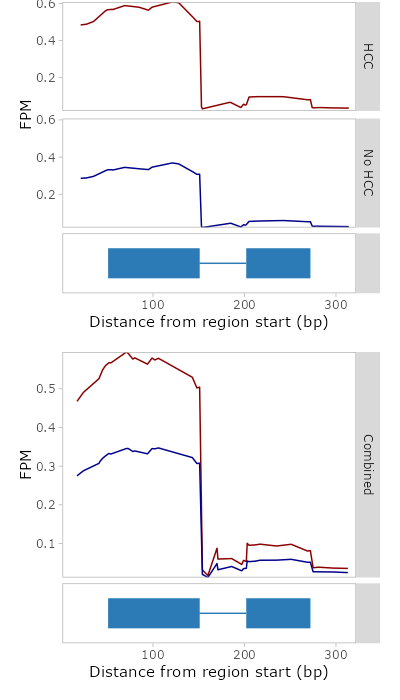 0.6
0.4
0.2
HCC
FPM
0.6
0.4
0.2
No HCC
100 200 300
Distance from region start (bp)
0.5
0.4
0.3
0.2
0.1
FPM
Combined
100 200 300
Distance from region start (bp)